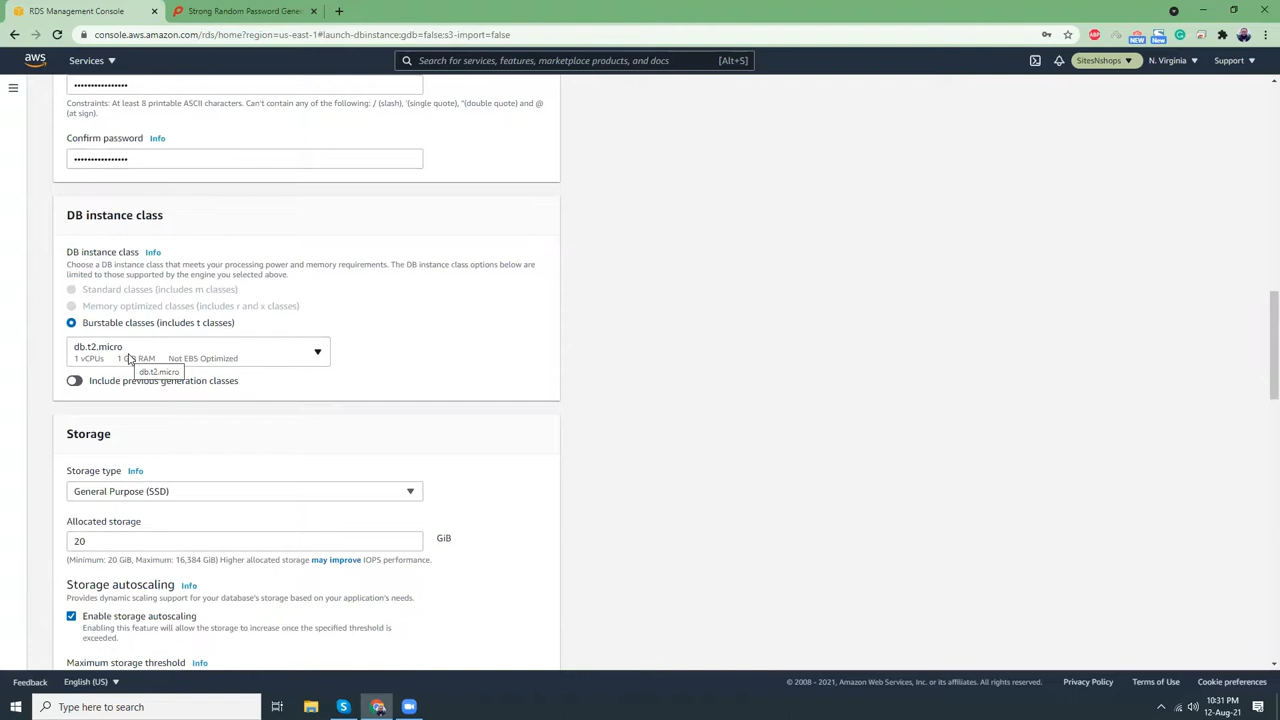 RDS Management Console
Strong Random Password Gene
console.aws.amazon.com/rds/home?region=us-east-1#launch-dbinstance;gdb=false;s3-import=false
ABP
NEW
New
aws
Services
Search for services, features, marketplace products, and docs
[Alt+S]
SitesNshops
N. Virginia
Support
•••••••••••••••
Constraints: At least 8 printable ASCII characters. Can't contain any of the following: / (slash), '(single quote), "(double quote) and @
(at sign).
Confirm password Info
•••••••••••••••
DB instance class
DB instance class Info
Choose a DB instance class that meets your processing power and memory requirements. The DB instance class options below are
limited to those supported by the engine you selected above.
Standard classes (includes m classes)
Memory optimized classes (includes r and x classes)
Burstable classes (includes t classes)
db.t2.micro
1 vCPUs 1 RAM Not EBS Optimized
db.t2.micro
Include previous generation classes
Storage
Storage type Info
General Purpose (SSD)
Allocated storage
20
GiB
(Minimum: 20 GiB, Maximum: 16,384 GiB) Higher allocated storage may improve IOPS performance.
Storage autoscaling Info
Provides dynamic scaling support for your database's storage based on your application's needs.
Enable storage autoscaling
Enabling this feature will allow the storage to increase once the specified threshold is
exceeded.
Maximum storage threshold Info
Feedback
English (US)
© 2008 - 2021, Amazon Web Services, Inc. or its affiliates. All rights reserved.
Privacy Policy
Terms of Use
Cookie preferences
Type here to search
10:31 PM
12-Aug-21